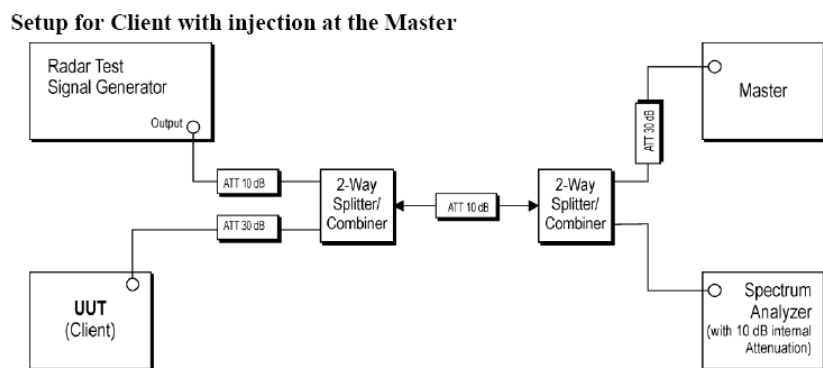 Setup for Client with injection at the Master
Radar Test
Signal Generator
Output
ATT 10 dB
ATT 30 dB
2-Way
Splitter/
Combiner
ATT 10 dB
2-Way
Splitter/
Combiner
ATT 30 dB
Master
UUT
(Client)
Spectrum
Analyzer
(with 10 dB internal
Attenuation)